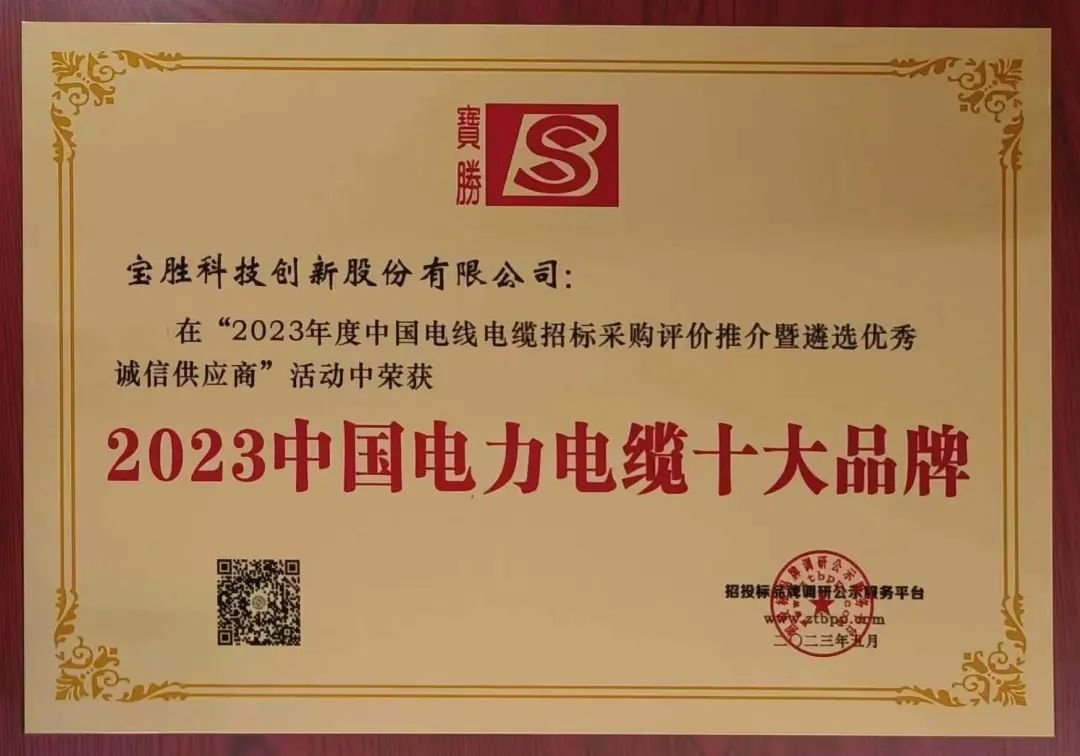 寶勝
宝胜科技创新股份有限公司：
在“2023年度中国电线电缆招标采购评价推介暨遴选优秀
诚信供应商”活动中荣获
2023中国电力电缆十大品牌
招投标品牌调研公示服务平台
www.ztbpp.com
二〇二三年五月